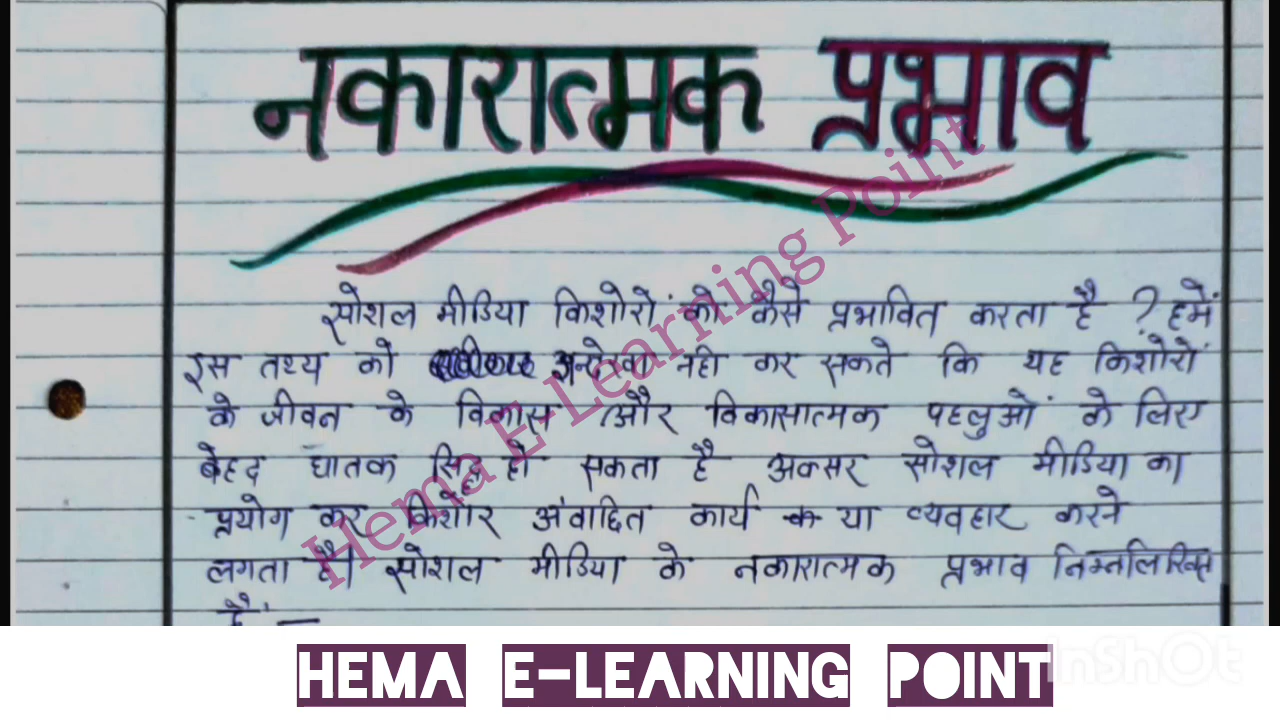 नकारात्मक प्रभाव
सोशल मीडिया किशोरों को कैसे प्रभावित करता है ? हमें
इस तथ्य को अनदेखा नही कर सकते कि यह किशोरों
के जीवन के विकास और विकासात्मक पहलुओं के लिए
बेहद घातक सिद्ध हो सकता है अक्सर सोशल मीडिया का
प्रयोग कर किशोर अंवाछित कार्य क या व्यवहार करने
लगता है। सोशल मीडिया के नकारात्मक प्रभाव निम्नलिखित
हैं:—
Hema E-Learning Point
HEMA E-LEARNING POINT
InShOt